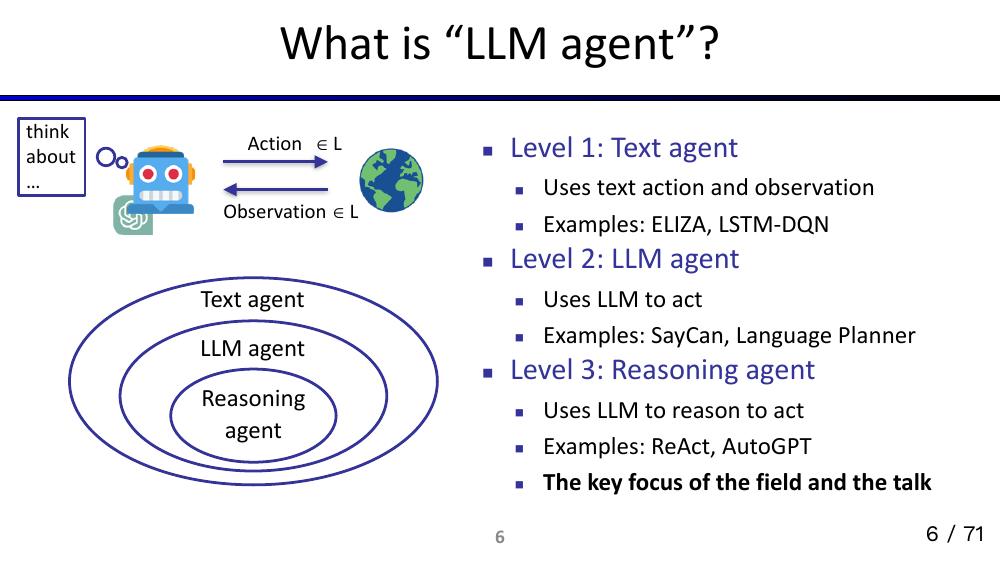 What is “LLM agent”?
think
about
...
Action ∈ L
Observation ∈ L
Text agent
LLM agent
Reasoning
agent
Level 1: Text agent
Uses text action and observation
Examples: ELIZA, LSTM-DQN
Level 2: LLM agent
Uses LLM to act
Examples: SayCan, Language Planner
Level 3: Reasoning agent
Uses LLM to reason to act
Examples: ReAct, AutoGPT
The key focus of the field and the talk
6
6 / 71